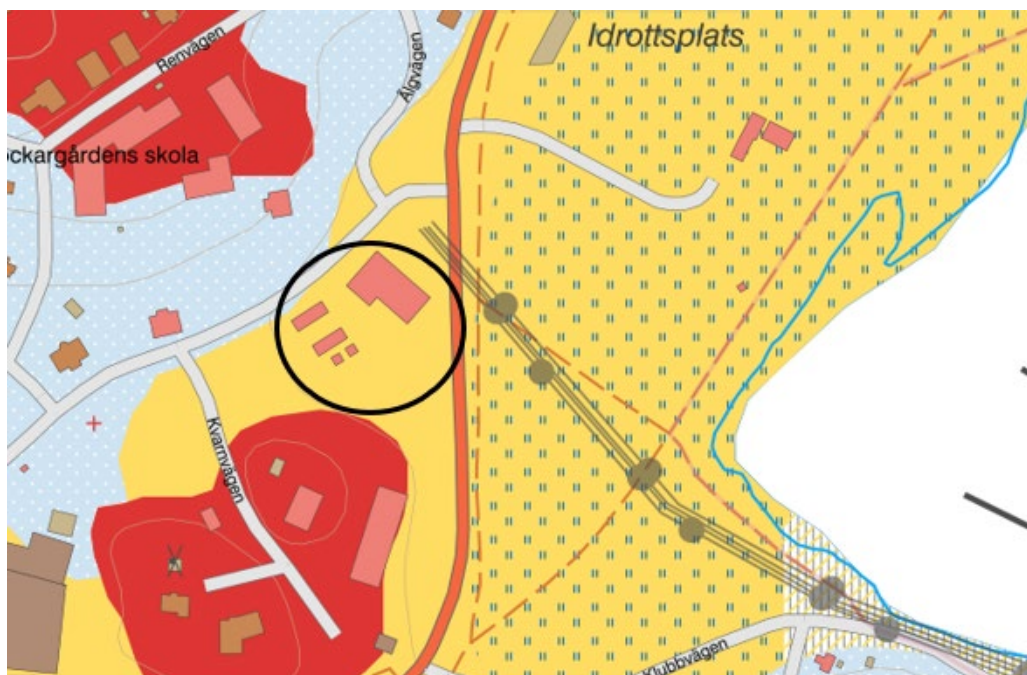 Idrottsplats
Renvägen
Älgvägen
ockargårdens skola
Kvarnvägen
Klubbvägen